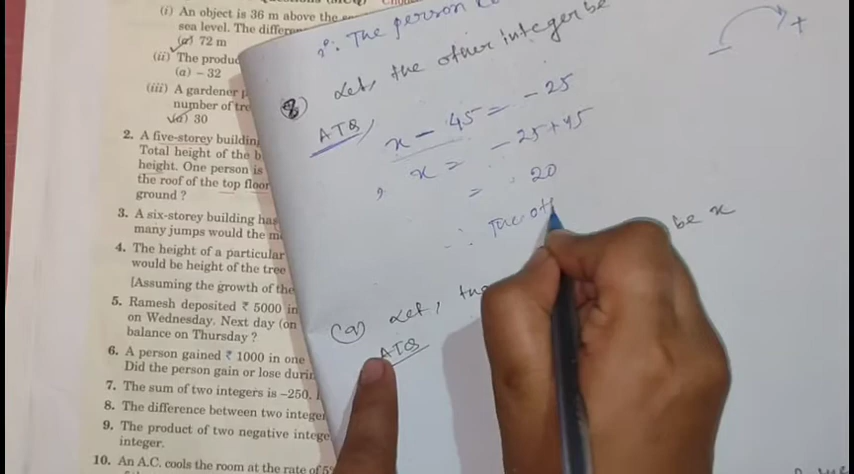 (i) An object is 36 m above the
sea level. The differen
(a) 72 m
(ii) The produ
(a) – 32
(iii) A gardener p
number of tre
(a) 30
2. A five-storey building
Total height of the b
height. One person is
the roof of the top floor
ground ?
3. A six-storey building has
many jumps would the m
4. The height of a particular
would be height of the tree
[Assuming the growth of the
5. Ramesh deposited ₹ 5000 in
on Wednesday. Next day (on
balance on Thursday ?
6. A person gained ₹ 1000 in one
Did the person gain or lose durin
7. The sum of two integers is –250.
8. The difference between two integer
9. The product of two negative intege
integer.
10. An A.C. cools the room at the rate of 5
∴ The person
8) Let, the other integer be
ATQ,
x - 45 = - 25
, x = - 25 + 45
= 20
∴ The oth
be x
(9) Let, the
ATQ
- +